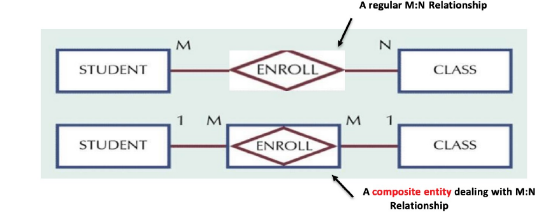 A regular M:N Relationship
M N
STUDENT ENROLL CLASS
1 M M 1
STUDENT ENROLL CLASS
A composite entity dealing with M:N
Relationship